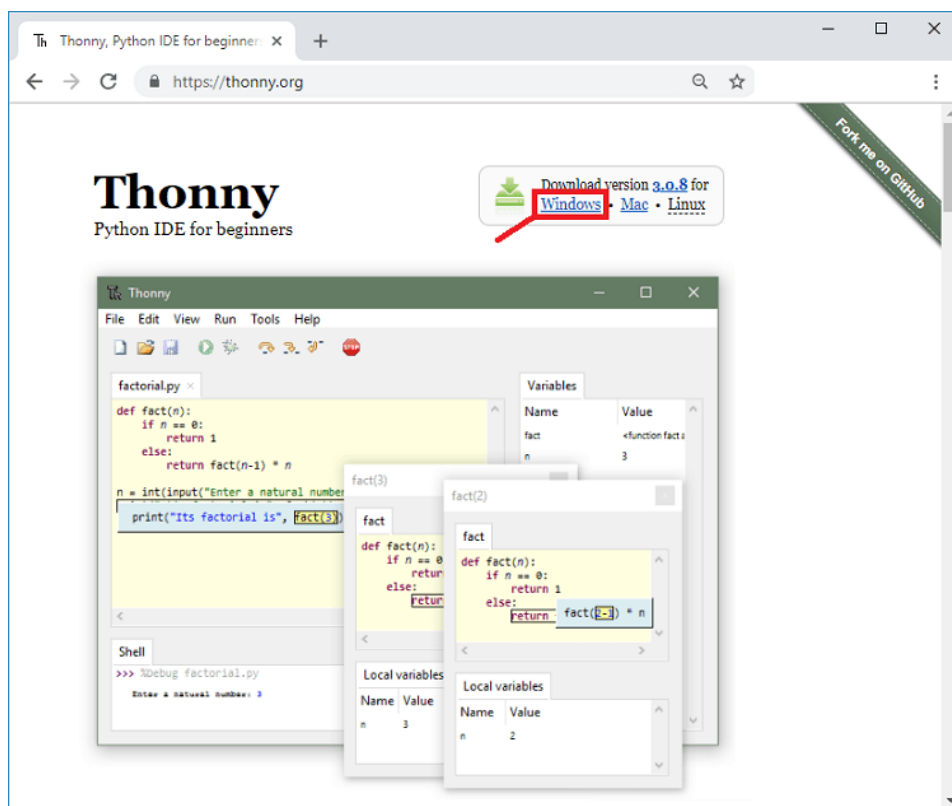 Thonny, Python IDE for beginner
https://thonny.org
Fork me on GitHub
Thonny
Python IDE for beginners
Download version 3.0.8 for
Windows • Mac • Linux
Thonny
File Edit View Run Tools Help
STOP
factorial.py
def fact(n):
    if n == 0:
        return 1
    else:
        return fact(n-1) * n
n = int(input("Enter a natural number
print("Its factorial is", fact(3))
Variables
Name Value
fact <function fact a
n 3
Shell
>>> %Debug factorial.py
Enter a natural number: 3
fact(3)
fact
def fact(n):
    if n == 0
        retur
    else:
        retur
Local variables
Name Value
n 3
fact(2)
fact
def fact(n):
    if n == 0:
        return 1
    else:
        return fact(2-1) * n
Local variables
Name Value
n 2